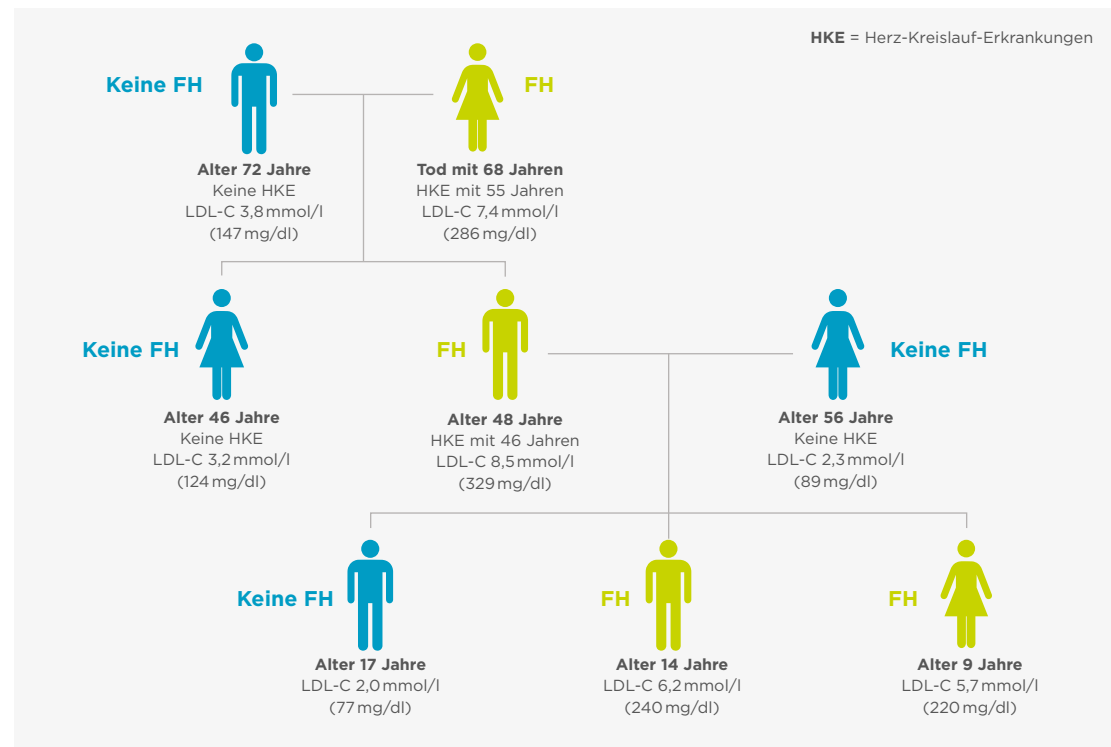 HKE = Herz-Kreislauf-Erkrankungen
Keine FH
FH
Alter 72 Jahre
Keine HKE
LDL-C 3,8 mmol/l
(147 mg/dl)
Tod mit 68 Jahren
HKE mit 55 Jahren
LDL-C 7,4 mmol/l
(286 mg/dl)
Keine FH
FH
Keine FH
Alter 46 Jahre
Keine HKE
LDL-C 3,2 mmol/l
(124 mg/dl)
Alter 48 Jahre
HKE mit 46 Jahren
LDL-C 8,5 mmol/l
(329 mg/dl)
Alter 56 Jahre
Keine HKE
LDL-C 2,3 mmol/l
(89 mg/dl)
Keine FH
FH
FH
Alter 17 Jahre
LDL-C 2,0 mmol/l
(77 mg/dl)
Alter 14 Jahre
LDL-C 6,2 mmol/l
(240 mg/dl)
Alter 9 Jahre
LDL-C 5,7 mmol/l
(220 mg/dl)